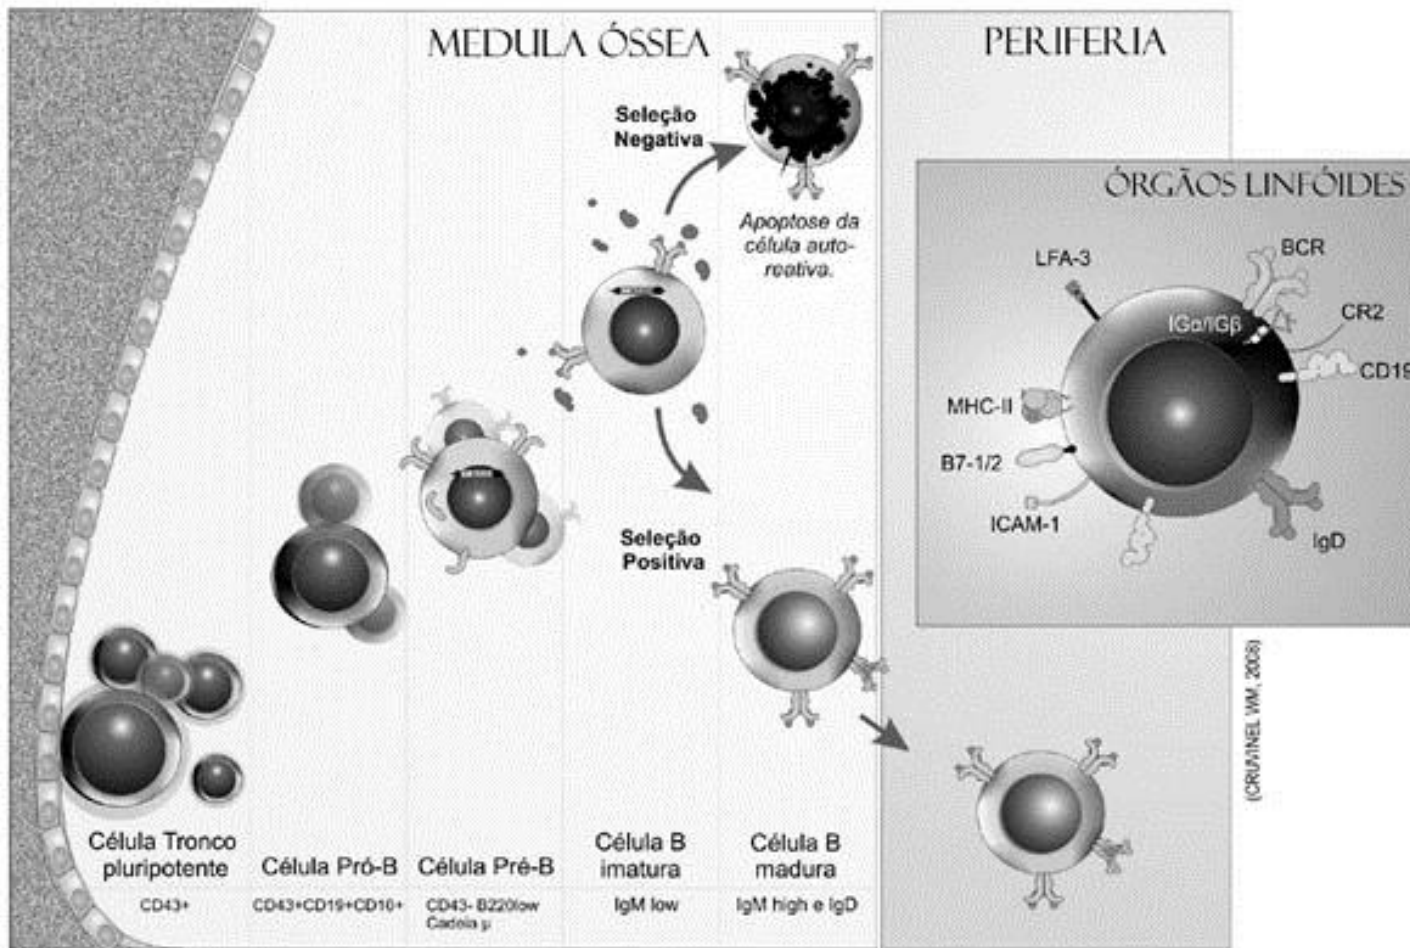 MEDULA ÓSSEA
PERIFERIA
Seleção
Negativa
Apoptose da
célula auto-
reativa.
ÓRGÃOS LINFÓIDES
LFA-3
BCR
IGα/IGβ
CR2
CD19
MHC-II
B7-1/2
ICAM-1
IgD
Seleção
Positiva
(CRUVINEL WM, 2008)
Célula Tronco
pluripotente
Célula Pró-B
Célula Pré-B
Célula B
imatura
Célula B
madura
CD43+
CD43+CD19+CD10+
CD43- B220low
Cadeia µ
IgM low
IgM high e IgD